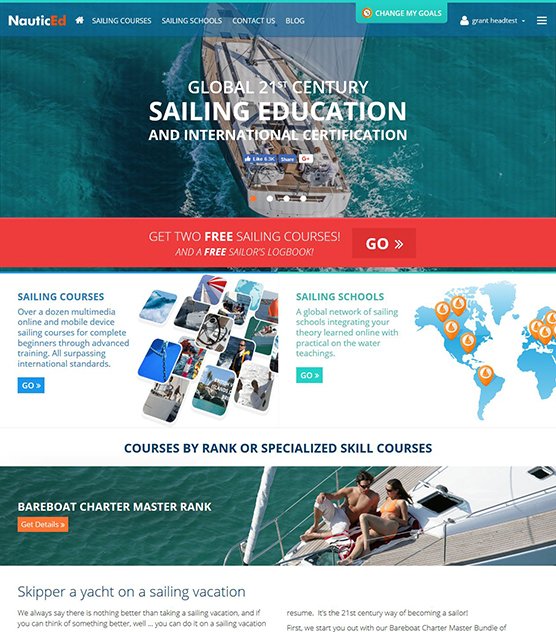 NauticEd SAILING COURSES SAILING SCHOOLS CONTACT US BLOG CHANGE MY GOALS grant headtest
GLOBAL 21ST CENTURY
SAILING EDUCATION
AND INTERNATIONAL CERTIFICATION
Like 8.3K Share G+
GET TWO FREE SAILING COURSES!
AND A FREE SAILOR'S LOGBOOK!
GO »
SAILING COURSES
Over a dozen multimedia
online and mobile device
sailing courses for complete
beginners through advanced
training. All surpassing
international standards.
GO »
SAILING SCHOOLS
A global network of sailing
schools integrating your
theory learned online with
practical on the water
teachings.
GO »
COURSES BY RANK OR SPECIALIZED SKILL COURSES
BAREBOAT CHARTER MASTER RANK
Get Details »
Skipper a yacht on a sailing vacation
We always say there is nothing better than taking a sailing vacation, and if
you can think of something better, well ... you can do it on a sailing vacation
resume. It's the 21st century way of becoming a sailor!
First, we start you out with our Bareboat Charter Master Bundle of